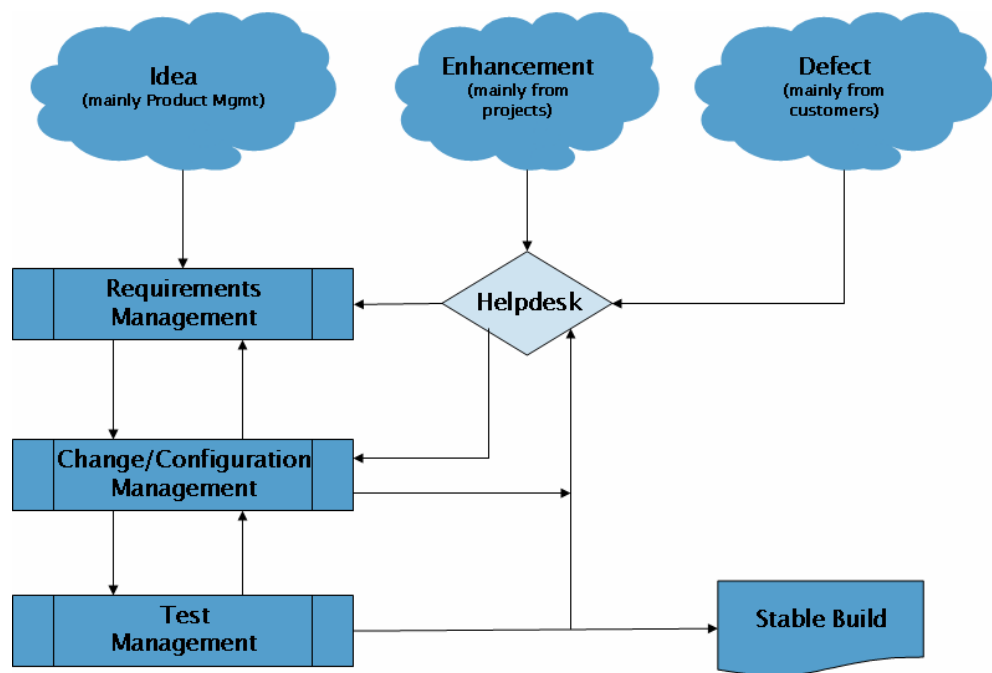 Idea
(mainly Product Mgmt)
Enhancement
(mainly from
projects)
Defect
(mainly from
customers)
Requirements
Management
Helpdesk
Change/Configuration
Management
Test
Management
Stable Build